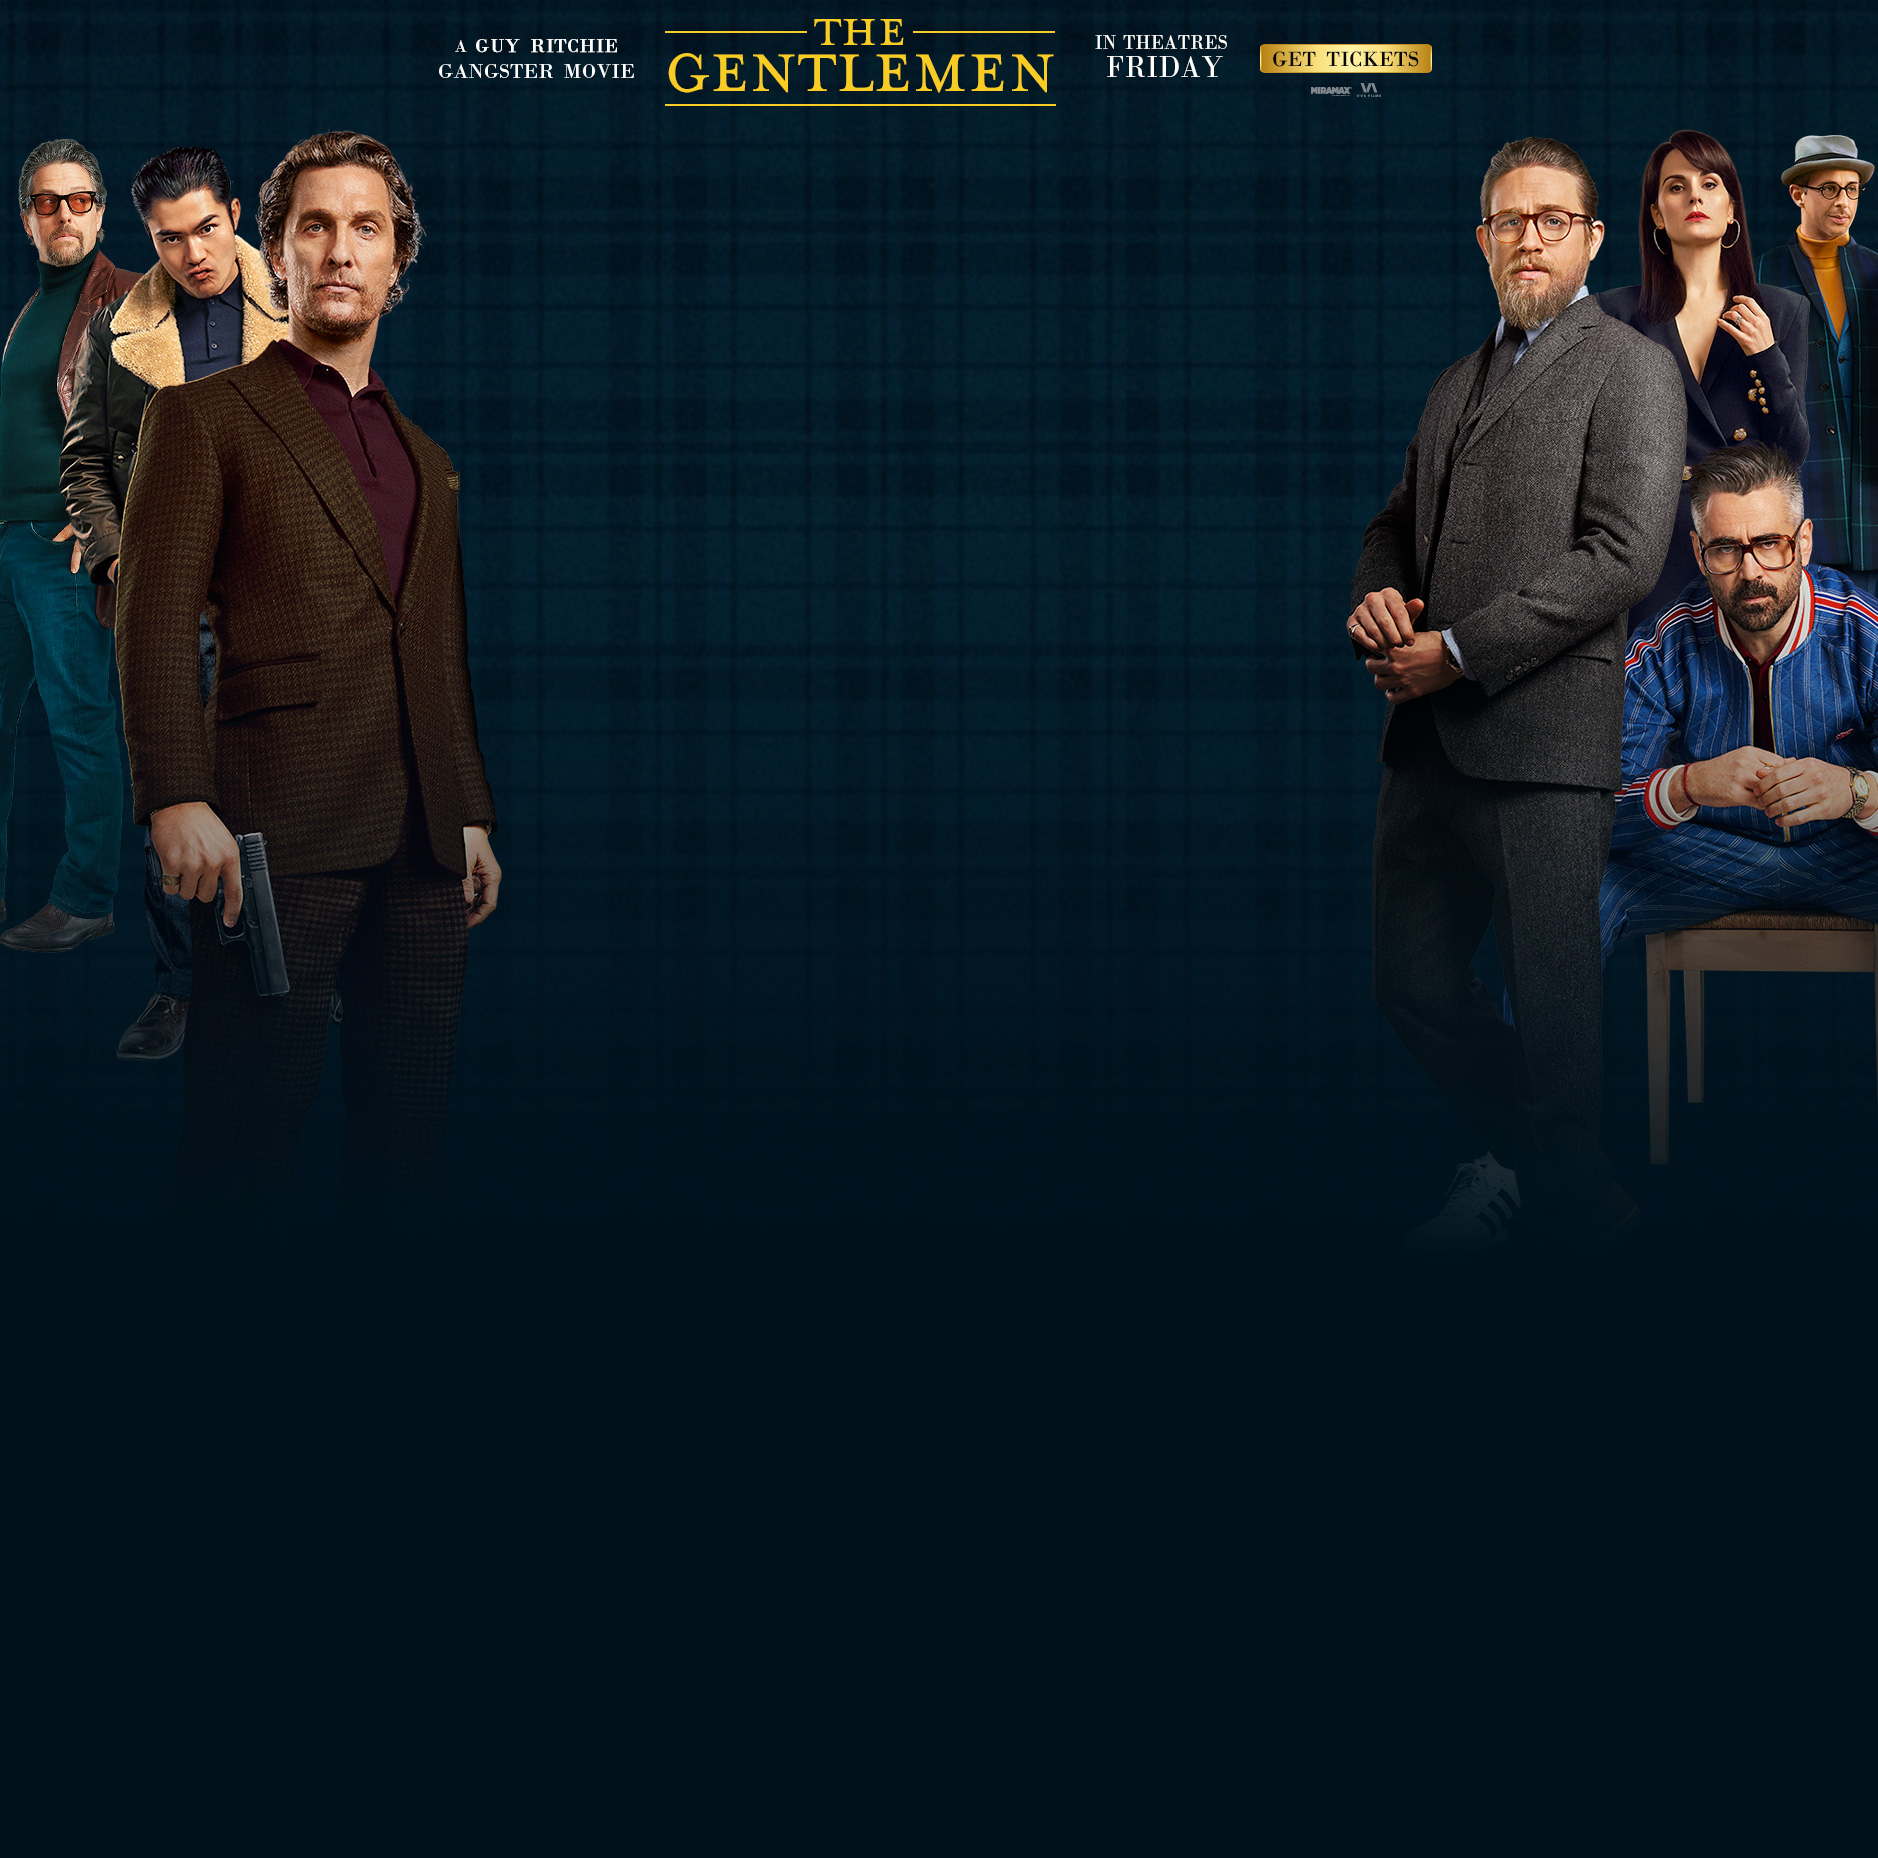 A GUY RITCHIE
GANGSTER MOVIE
THE
GENTLEMEN
IN THEATRES
FRIDAY
GET TICKETS
MIRAMAX